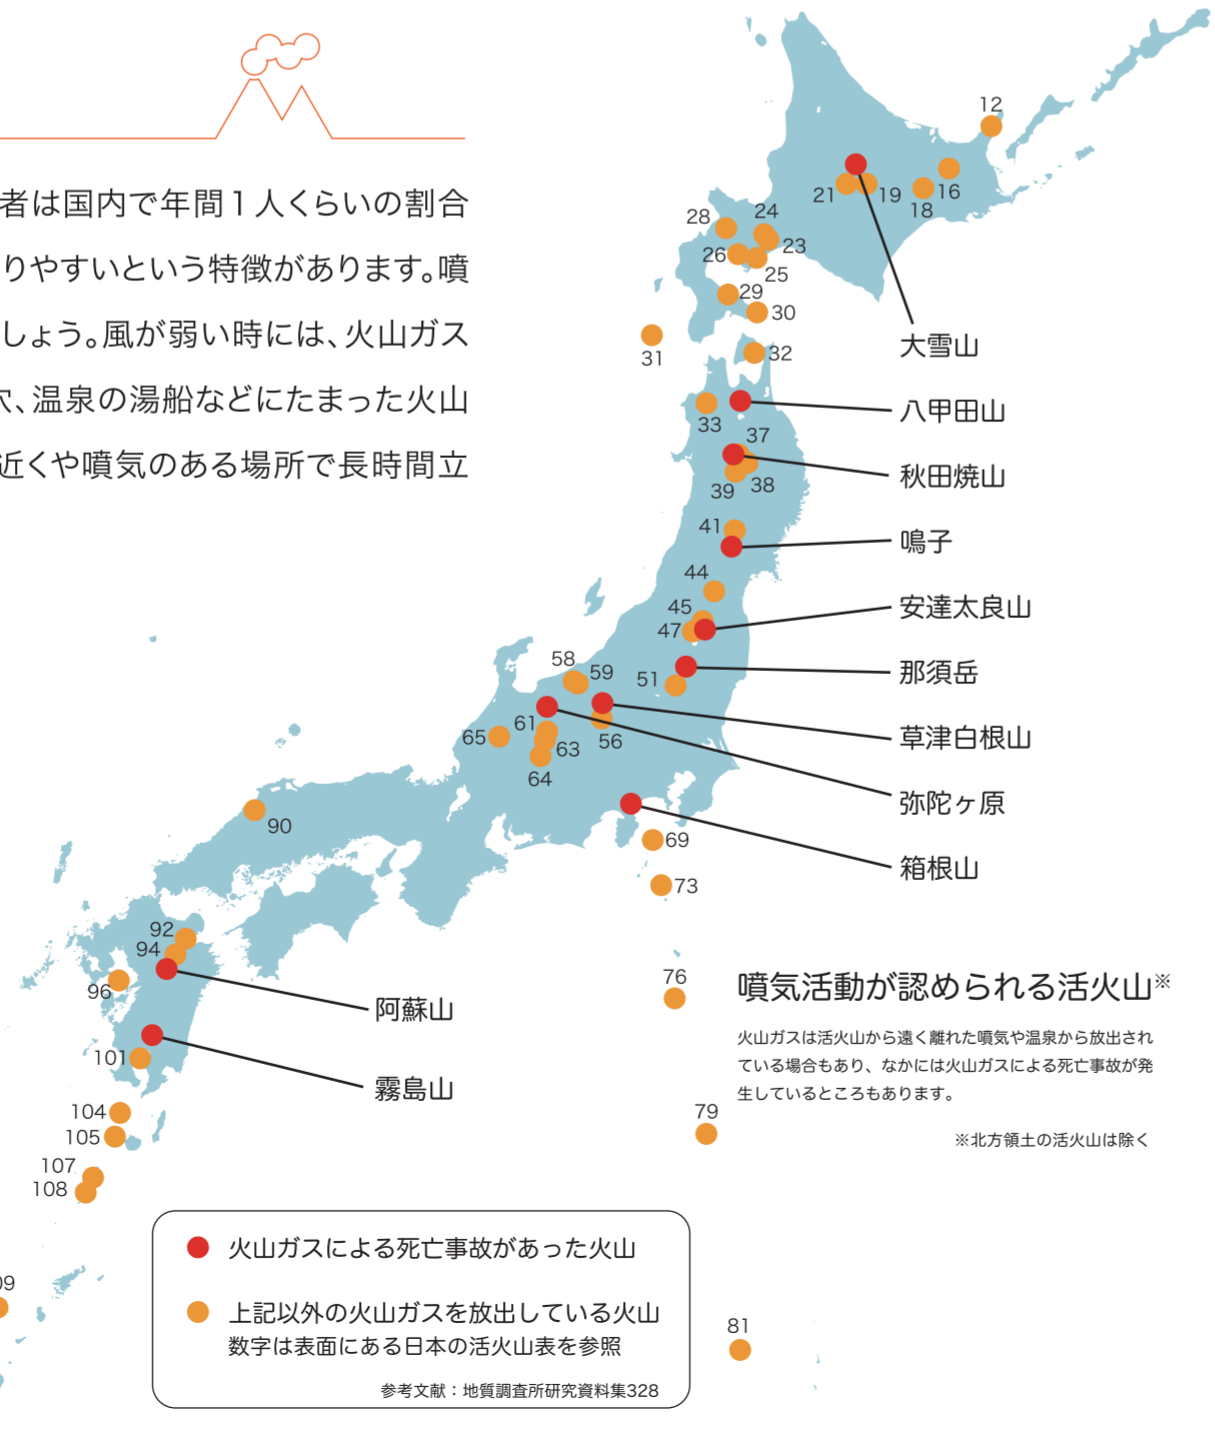 者は国内で年間1人くらいの割合
りやすいという特徴があります。噴
しょう。風が弱い時には、火山ガス
穴、温泉の湯船などにたまった火山
近くや噴気のある場所で長時間立
12
16
18
19
21
大雪山
28
24
23
26
25
29
30
31
32
八甲田山
33
37
秋田焼山
38
39
41
鳴子
44
45
安達太良山
47
那須岳
51
58
59
草津白根山
56
61
65
63
64
弥陀ヶ原
箱根山
90
69
73
92
94
96
阿蘇山
101
霧島山
104
105
107
108
09
76
79
81
噴気活動が認められる活火山※
火山ガスは活火山から遠く離れた噴気や温泉から放出され
ている場合もあり、なかには火山ガスによる死亡事故が発
生しているところもあります。
※北方領土の活火山は除く
火山ガスによる死亡事故があった火山
上記以外の火山ガスを放出している火山
数字は表面にある日本の活火山表を参照
参考文献：地質調査所研究資料集328